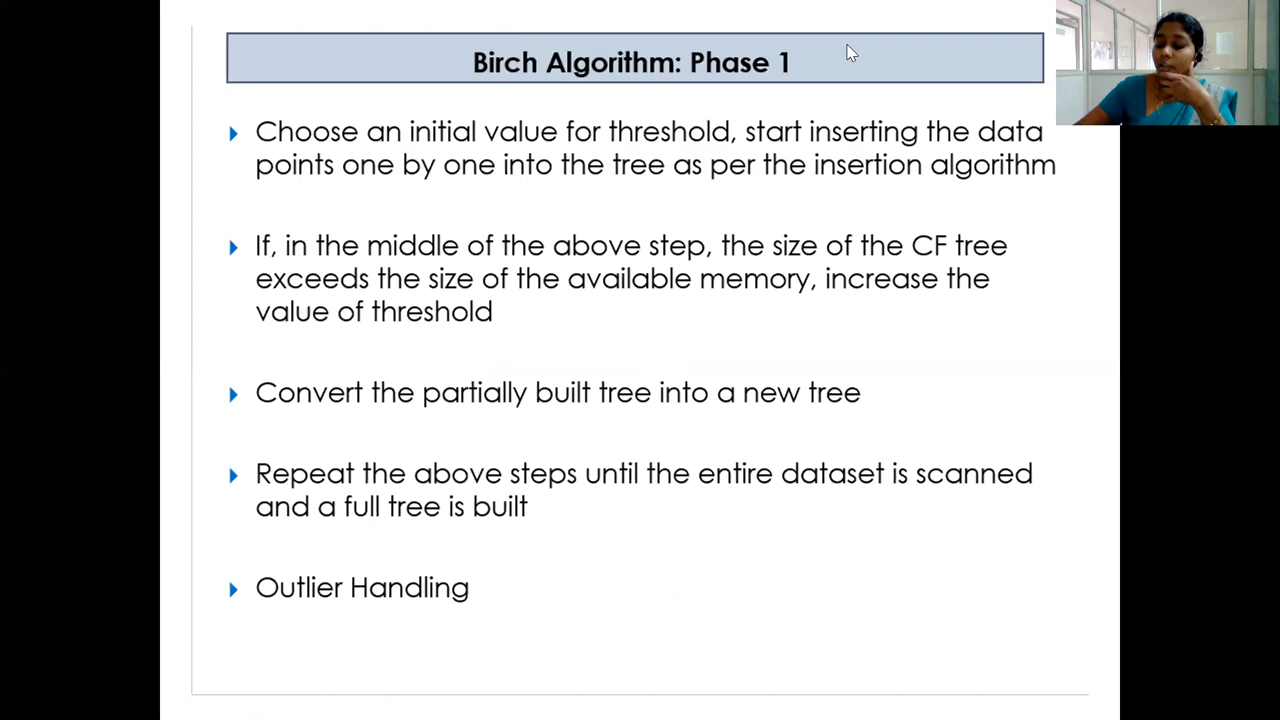 Birch Algorithm: Phase 1
Choose an initial value for threshold, start inserting the data
points one by one into the tree as per the insertion algorithm
If, in the middle of the above step, the size of the CF tree
exceeds the size of the available memory, increase the
value of threshold
Convert the partially built tree into a new tree
Repeat the above steps until the entire dataset is scanned
and a full tree is built
Outlier Handling